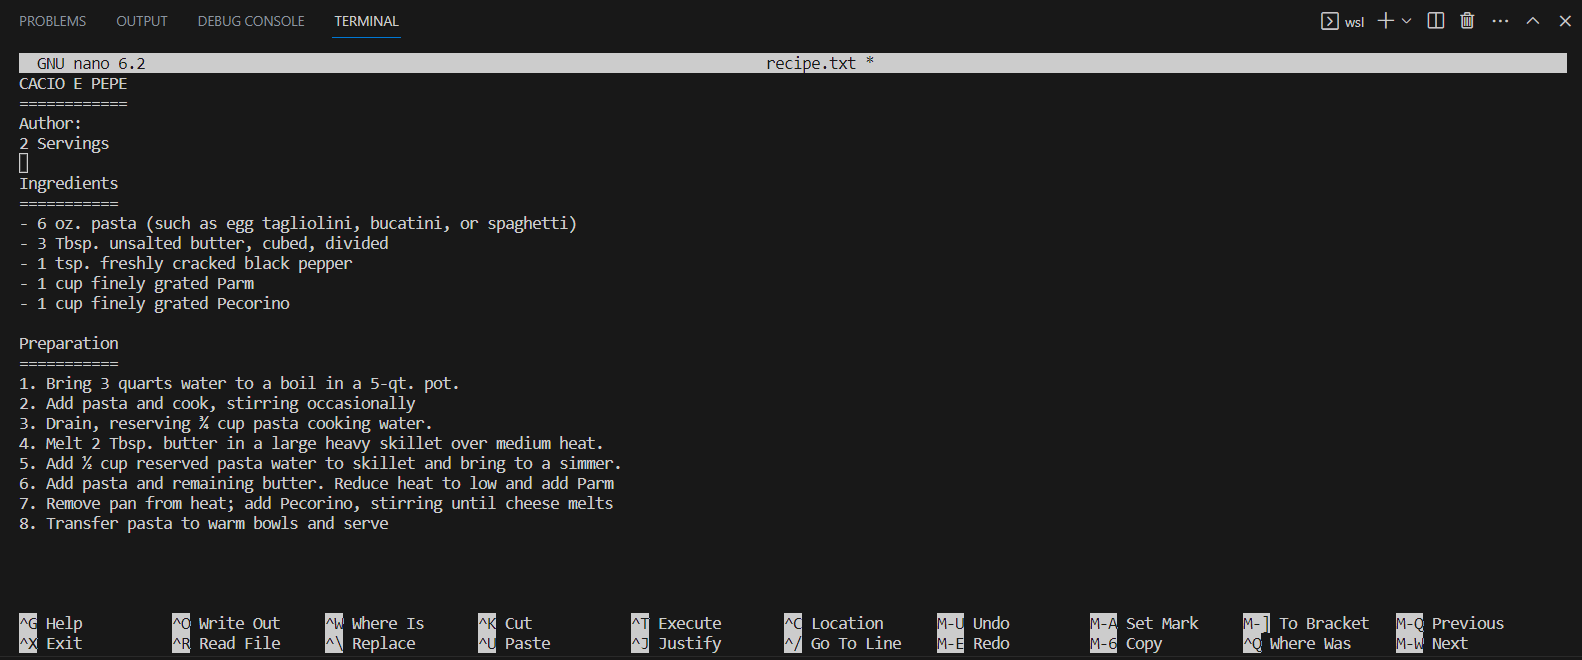 PROBLEMS OUTPUT DEBUG CONSOLE TERMINAL wsl
GNU nano 6.2 recipe.txt *
CACIO E PEPE
============
Author:
2 Servings
Ingredients
===========
- 6 oz. pasta (such as egg tagliolini, bucatini, or spaghetti)
- 3 Tbsp. unsalted butter, cubed, divided
- 1 tsp. freshly cracked black pepper
- 1 cup finely grated Parm
- 1 cup finely grated Pecorino
Preparation
===========
1. Bring 3 quarts water to a boil in a 5-qt. pot.
2. Add pasta and cook, stirring occasionally
3. Drain, reserving ¾ cup pasta cooking water.
4. Melt 2 Tbsp. butter in a large heavy skillet over medium heat.
5. Add ½ cup reserved pasta water to skillet and bring to a simmer.
6. Add pasta and remaining butter. Reduce heat to low and add Parm
7. Remove pan from heat; add Pecorino, stirring until cheese melts
8. Transfer pasta to warm bowls and serve
^G Help ^O Write Out ^W Where Is ^K Cut ^T Execute ^C Location M-U Undo M-A Set Mark M-] To Bracket M-Q Previous
^X Exit ^R Read File ^\ Replace ^U Paste ^J Justify ^/ Go To Line M-E Redo M-6 Copy ^Q Where Was M-W Next